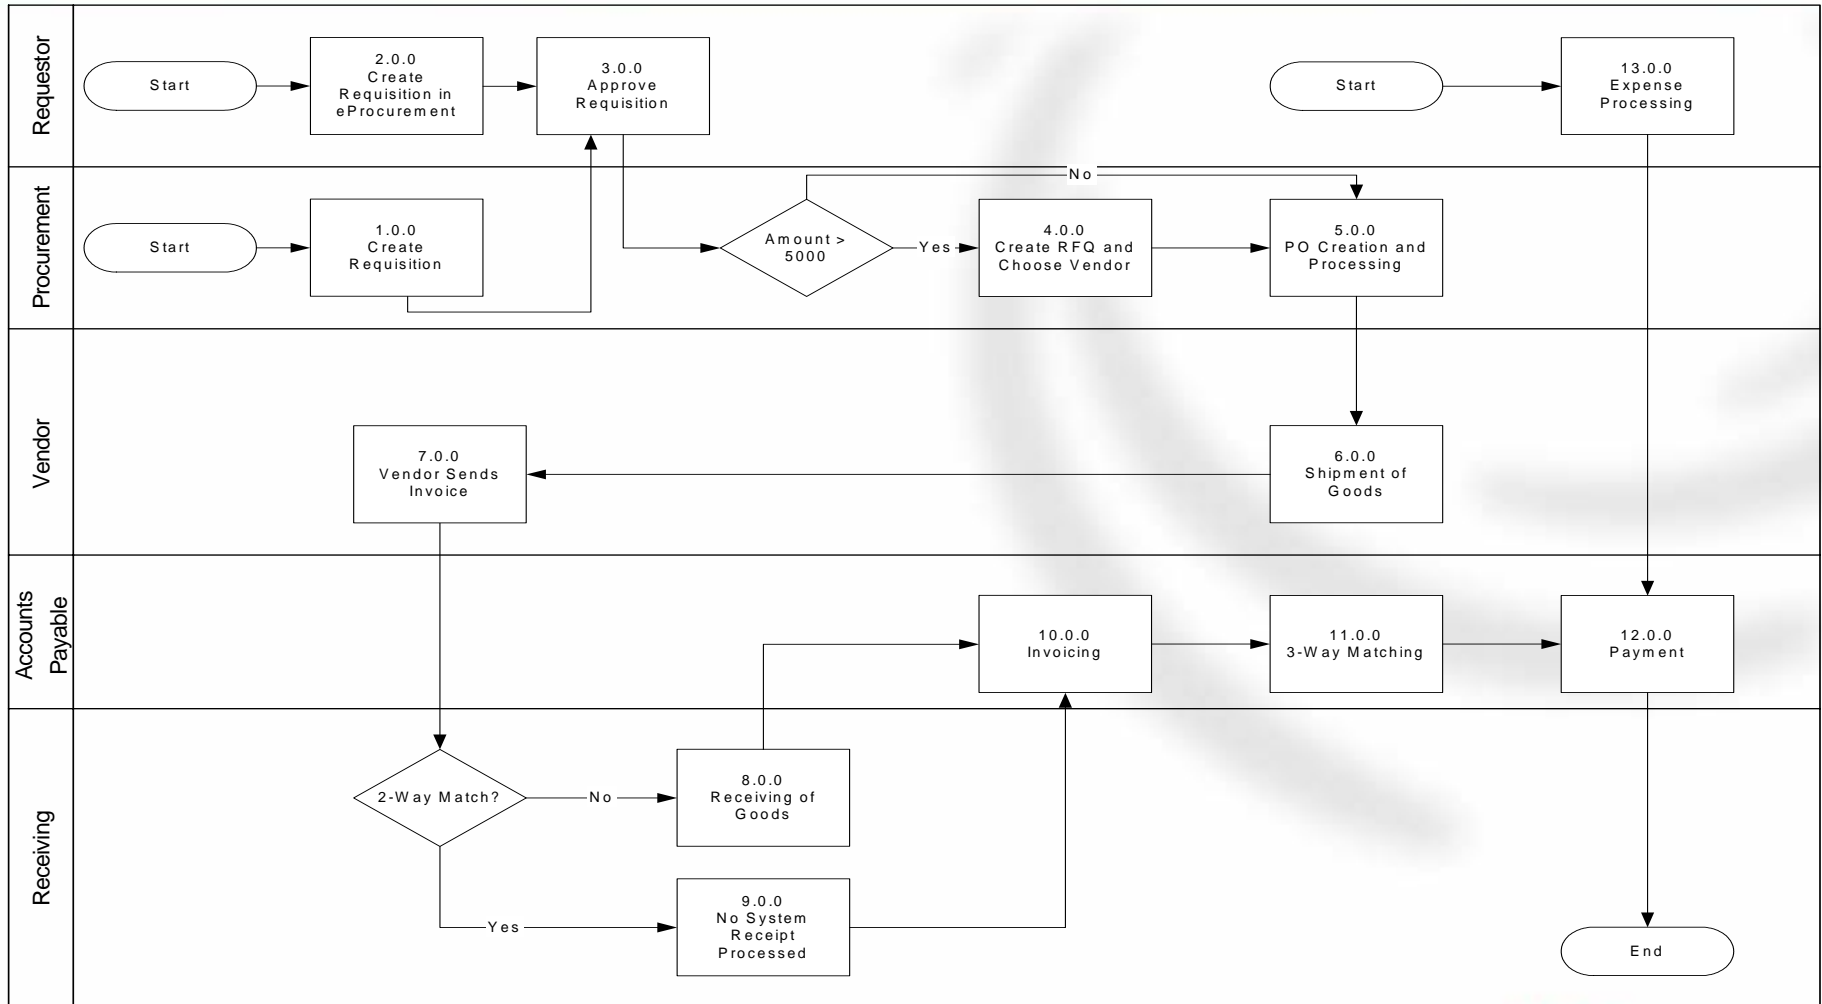 Requestor
Start
2.0.0
Create
Requisition in
eProcurement
3.0.0
Approve
Requisition
Start
13.0.0
Expense
Processing
Procurement
Start
1.0.0
Create
Requisition
Amount >
5000
No
Yes
4.0.0
Create RFQ and
Choose Vendor
5.0.0
PO Creation and
Processing
Vendor
7.0.0
Vendor Sends
Invoice
6.0.0
Shipment of
Goods
Accounts
Payable
10.0.0
Invoicing
11.0.0
3-Way Matching
12.0.0
Payment
Receiving
2-Way Match?
No
8.0.0
Receiving of
Goods
Yes
9.0.0
No System
Receipt
Processed
End